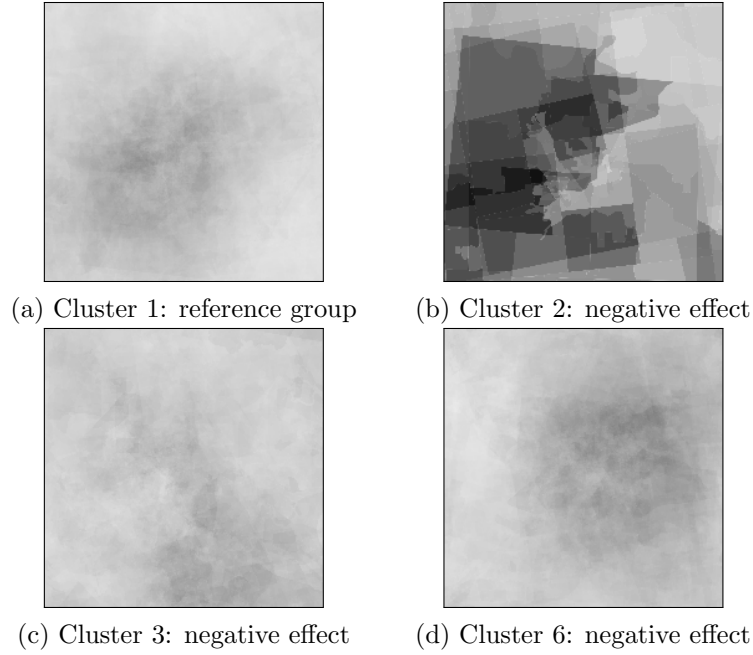 (a) Cluster 1: reference group
(b) Cluster 2: negative effect
(c) Cluster 3: negative effect
(d) Cluster 6: negative effect